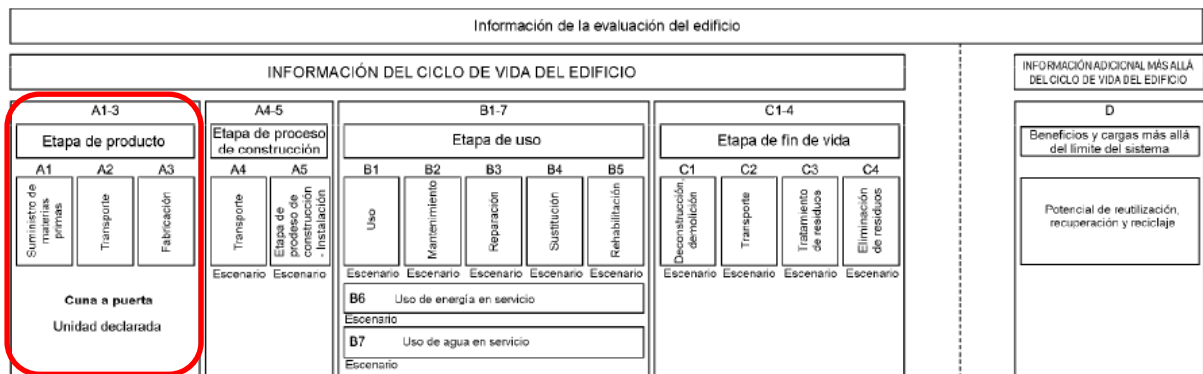 Información de la evaluación del edificio
INFORMACIÓN DEL CICLO DE VIDA DEL EDIFICIO
INFORMACIÓN ADICIONAL MÁS ALLÁ
DEL CICLO DE VIDA DEL EDIFICIO
A1-3
Etapa de producto
A1
A2
A3
Suministro de
materias
primas
Transporte
Fabricación
Cuna a puerta
Unidad declarada
A4-5
Etapa de proceso
de construcción
A4
A5
Transporte
Etapa de
prodeso de
construcción
- Instalación
Escenario
Escenario
B1-7
Etapa de uso
B1
B2
B3
B4
B5
Uso
Mantenimiento
Reparación
Sustitución
Rehabilitación
Escenario
Escenario
Escenario
Escenario
Escenario
B6 Uso de energía en servicio
Escenario
B7 Uso de agua en servicio
Escenario
C1-4
Etapa de fin de vida
C1
C2
C3
C4
Deconstrucción,
demolición
Transporte
Tratamiento
de residuos
Eliminación
de residuos
Escenario
Escenario
Escenario
Escenario
D
Beneficios y cargas más allá
del límite del sistema
Potencial de reutilización,
recuperación y reciclaje